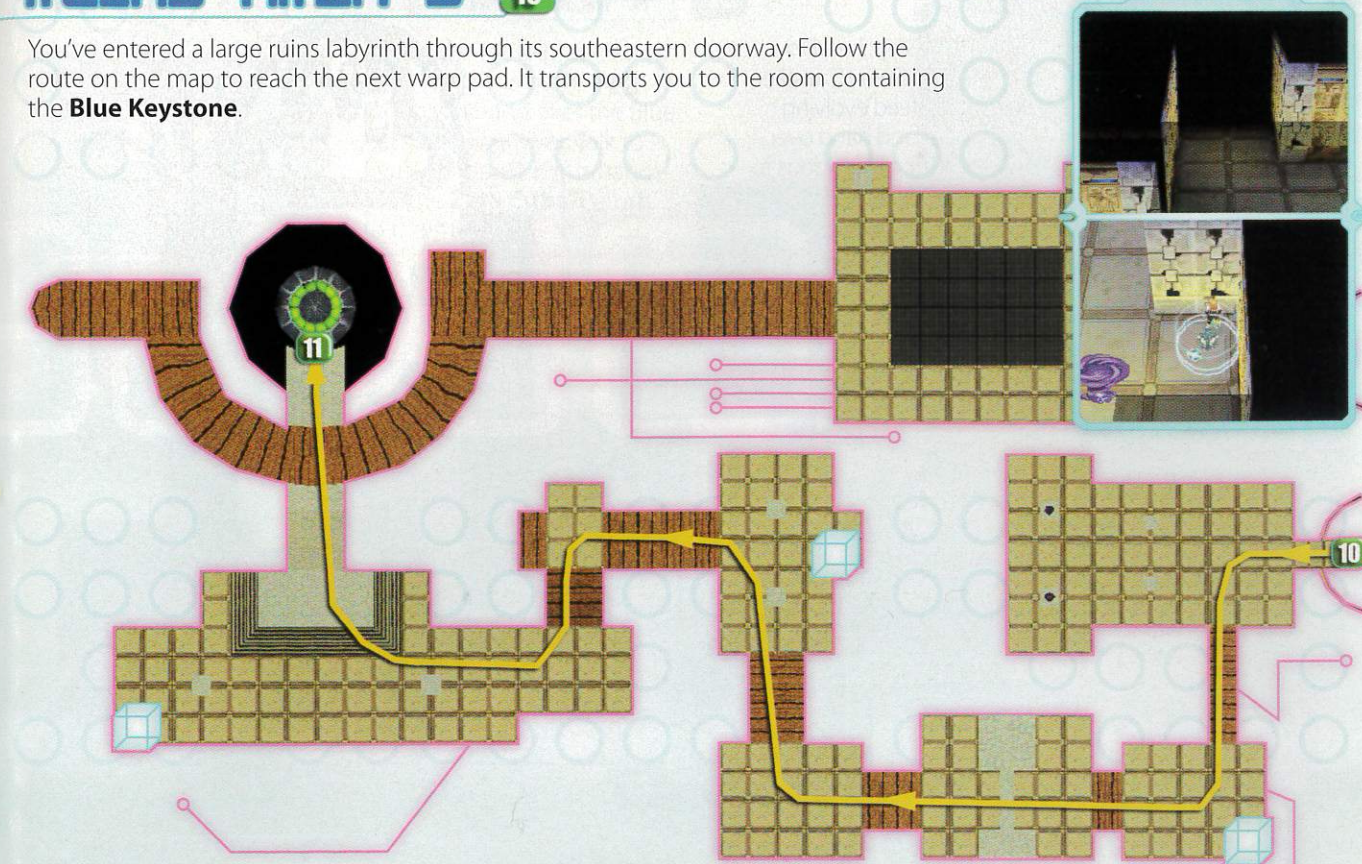 10
You've entered a large ruins labyrinth through its southeastern doorway. Follow the
route on the map to reach the next warp pad. It transports you to the room containing
the Blue Keystone.
11
10